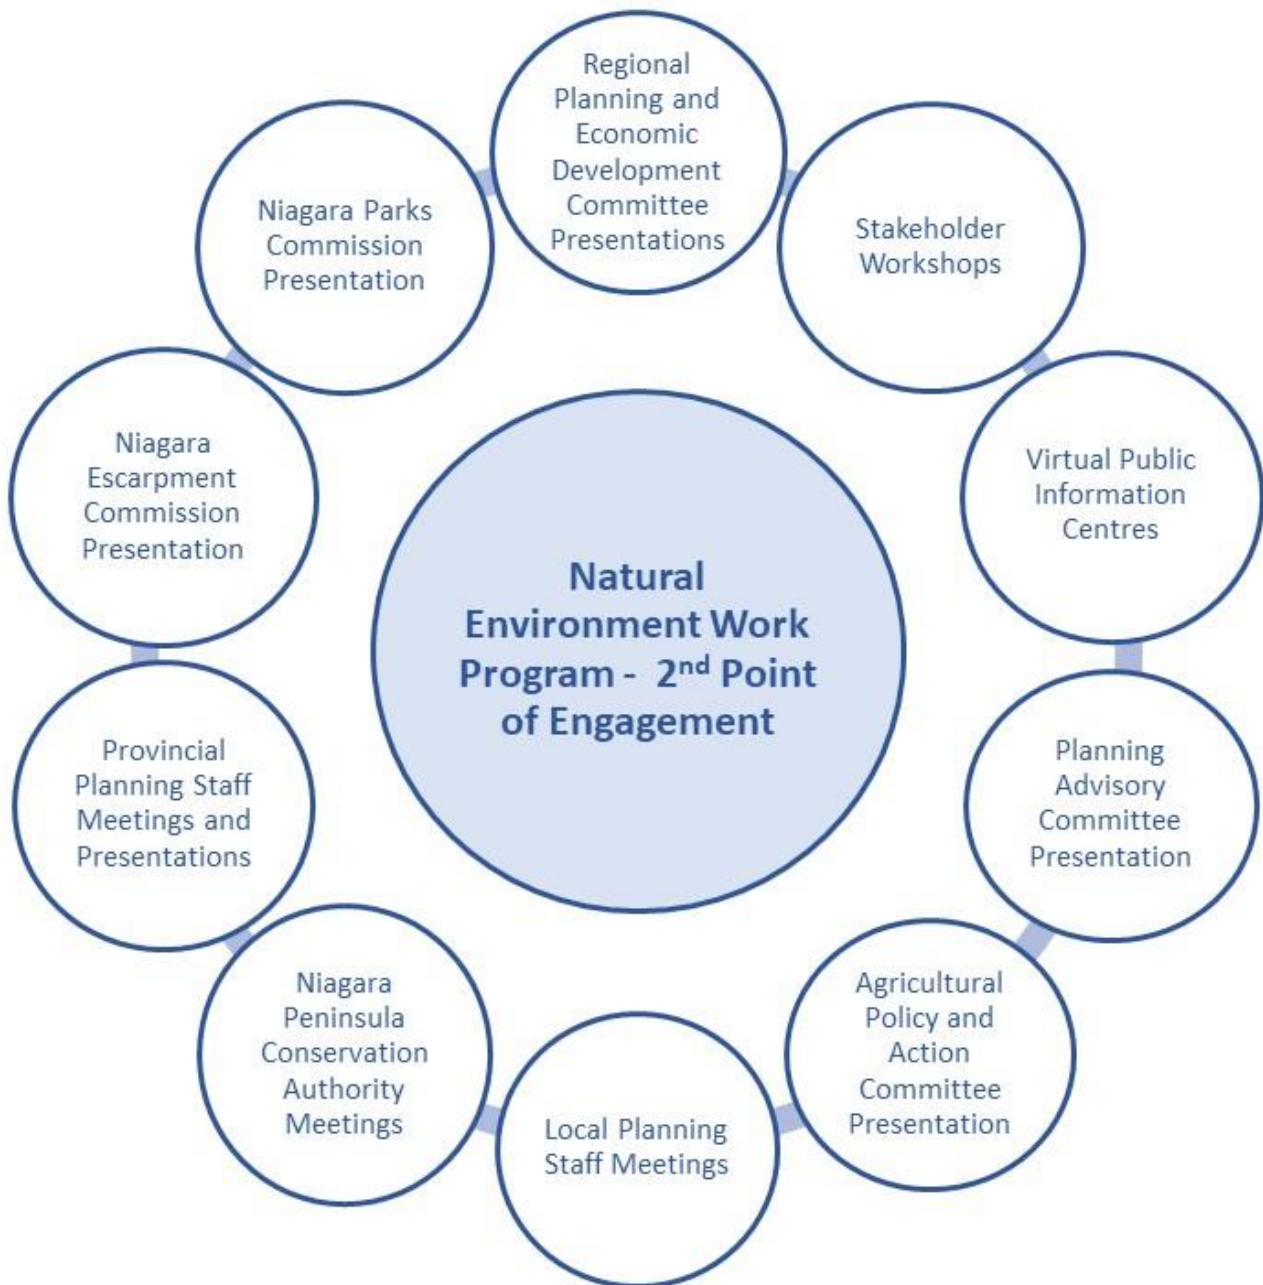 Regional
Planning and
Economic
Development
Committee
Presentations
Stakeholder
Workshops
Virtual Public
Information
Centres
Planning
Advisory
Committee
Presentation
Agricultural
Policy and
Action
Committee
Presentation
Local Planning
Staff Meetings
Niagara
Peninsula
Conservation
Authority
Meetings
Provincial
Planning Staff
Meetings and
Presentations
Niagara
Escarpment
Commission
Presentation
Niagara Parks
Commission
Presentation
Natural
Environment Work
Program - 2nd Point
of Engagement